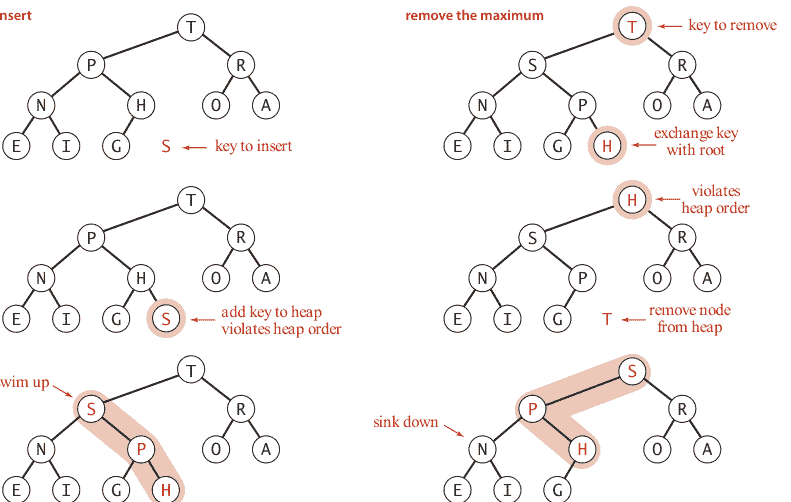 nsert
T
P
R
N
H
O
A
E
I
G
S
key to insert
T
P
R
N
H
O
A
E
I
G
S
add key to heap
violates heap order
swim up
T
S
R
N
P
O
A
E
I
G
H
remove the maximum
T
key to remove
S
R
N
P
O
A
E
I
G
H
exchange key
with root
H
violates
heap order
S
R
N
P
O
A
E
I
G
T
remove node
from heap
S
P
R
sink down
N
H
O
A
E
I
G